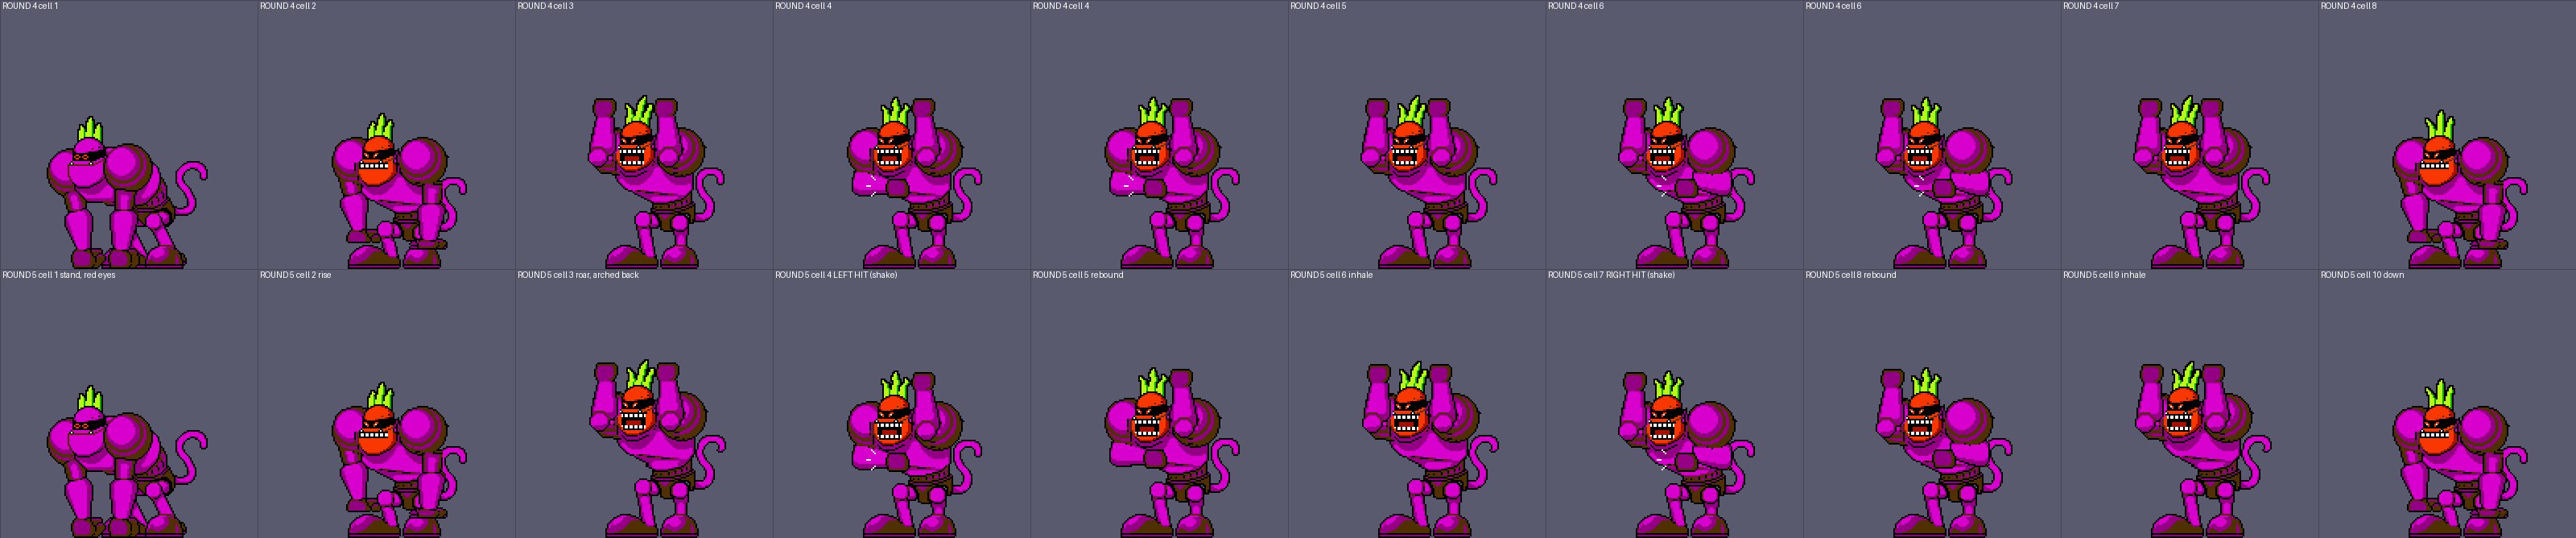 ROUND 4 cell 1
ROUND 4 cell 2
ROUND 4 cell 3
ROUND 4 cell 4
ROUND 4 cell 4
ROUND 4 cell 5
ROUND 4 cell 6
ROUND 4 cell 6
ROUND 4 cell 7
ROUND 4 cell 8
ROUND 5 cell 1 stand, red eyes
ROUND 5 cell 2 rise
ROUND 5 cell 3 roar, arched back
ROUND 5 cell 4 LEFT HIT (shake)
ROUND 5 cell 5 rebound
ROUND 5 cell 6 inhale
ROUND 5 cell 7 RIGHT HIT (shake)
ROUND 5 cell 8 rebound
ROUND 5 cell 9 inhale
ROUND 5 cell 10 down